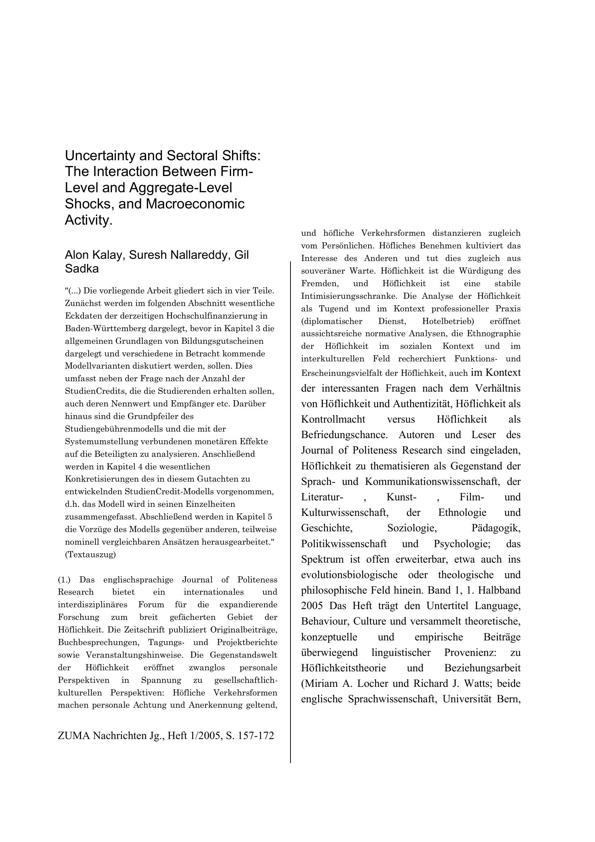 Uncertainty and Sectoral Shifts:
The Interaction Between Firm-
Level and Aggregate-Level
Shocks, and Macroeconomic
Activity.
Alon Kalay, Suresh Nallareddy, Gil
Sadka
"(...) Die vorliegende Arbeit gliedert sich in vier Teile.
Zunächst werden im folgenden Abschnitt wesentliche
Eckdaten der derzeitigen Hochschulfinanzierung in
Baden-Württemberg dargelegt, bevor in Kapitel 3 die
allgemeinen Grundlagen von Bildungsgutscheinen
dargelegt und verschiedene in Betracht kommende
Modellvarianten diskutiert werden, sollen. Dies
umfasst neben der Frage nach der Anzahl der
StudienCredits, die die Studierenden erhalten sollen,
auch deren Nennwert und Empfänger etc. Darüber
hinaus sind die Grundpfeiler des
Studiengebührenmodells und die mit der
Systemumstellung verbundenen monetären Effekte
auf die Beteiligten zu analysieren. Anschließend
werden in Kapitel 4 die wesentlichen
Konkretisierungen des in diesem Gutachten zu
entwickelnden StudienCredit-Modells vorgenommen,
d.h. das Modell wird in seinen Einzelheiten
zusammengefasst. Abschließend werden in Kapitel 5
die Vorzüge des Modells gegenüber anderen, teilweise
nominell vergleichbaren Ansätzen herausgearbeitet."
(Textauszug)
(1.) Das englischsprachige Journal of Politeness
Research bietet ein internationales und
interdisziplinäres Forum für die expandierende
Forschung zum breit gefächerten Gebiet der
Höflichkeit. Die Zeitschrift publiziert Originalbeiträge,
Buchbesprechungen, Tagungs- und Projektberichte
sowie Veranstaltungshinweise. Die Gegenstandswelt
der Höflichkeit eröffnet zwanglos personale
Perspektiven in Spannung zu gesellschaftlich-
kulturellen Perspektiven: Höfliche Verkehrsformen
machen personale Achtung und Anerkennung geltend,
ZUMA Nachrichten Jg., Heft 1/2005, S. 157-172
und höfliche Verkehrsformen distanzieren zugleich
vom Persönlichen. Höfliches Benehmen kultiviert das
Interesse des Anderen und tut dies zugleich aus
souveräner Warte. Höflichkeit ist die Würdigung des
Fremden, und Höflichkeit ist eine stabile
Intimisierungsschranke. Die Analyse der Höflichkeit
als Tugend und im Kontext professioneller Praxis
(diplomatischer Dienst, Hotelbetrieb) eröffnet
aussichtsreiche normative Analysen, die Ethnographie
der Höflichkeit im sozialen Kontext und im
interkulturellen Feld recherchiert Funktions- und
Erscheinungsvielfalt der Höflichkeit, auch im Kontext
der interessanten Fragen nach dem Verhältnis
von Höflichkeit und Authentizität, Höflichkeit als
Kontrollmacht versus Höflichkeit als
Befriedungschance. Autoren und Leser des
Journal of Politeness Research sind eingeladen,
Höflichkeit zu thematisieren als Gegenstand der
Sprach- und Kommunikationswissenschaft, der
Literatur- , Kunst- , Film- und
Kulturwissenschaft, der Ethnologie und
Geschichte, Soziologie, Pädagogik,
Politikwissenschaft und Psychologie; das
Spektrum ist offen erweiterbar, etwa auch ins
evolutionsbiologische oder theologische und
philosophische Feld hinein. Band 1, 1. Halbband
2005 Das Heft trägt den Untertitel Language,
Behaviour, Culture und versammelt theoretische,
konzeptuelle und empirische Beiträge
überwiegend linguistischer Provenienz: zu
Höflichkeitstheorie und Beziehungsarbeit
(Miriam A. Locher und Richard J. Watts; beide
englische Sprachwissenschaft, Universität Bern,